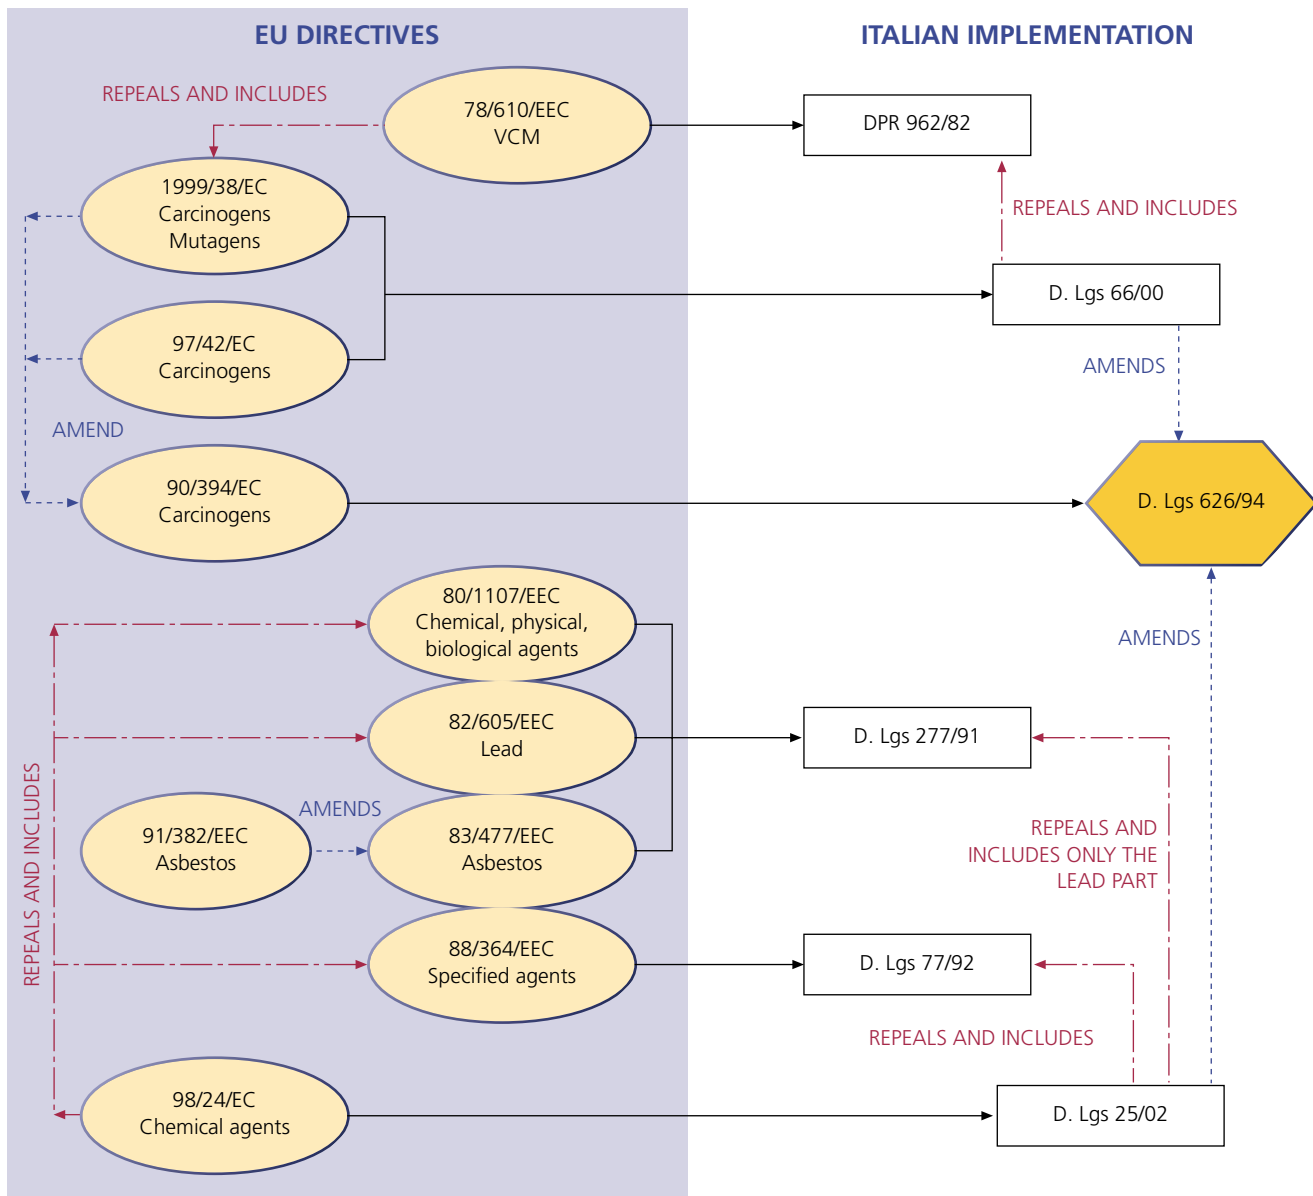 EU DIRECTIVES
ITALIAN IMPLEMENTATION
REPEALS AND INCLUDES
78/610/EEC
VCM
DPR 962/82
1999/38/EC
Carcinogens
Mutagens
REPEALS AND INCLUDES
D. Lgs 66/00
97/42/EC
Carcinogens
AMENDS
AMEND
90/394/EC
Carcinogens
D. Lgs 626/94
80/1107/EEC
Chemical, physical,
biological agents
AMENDS
82/605/EEC
Lead
D. Lgs 277/91
REPEALS AND INCLUDES
91/382/EEC
Asbestos
AMENDS
83/477/EEC
Asbestos
REPEALS AND
INCLUDES ONLY THE
LEAD PART
88/364/EEC
Specified agents
D. Lgs 77/92
REPEALS AND INCLUDES
98/24/EC
Chemical agents
D. Lgs 25/02